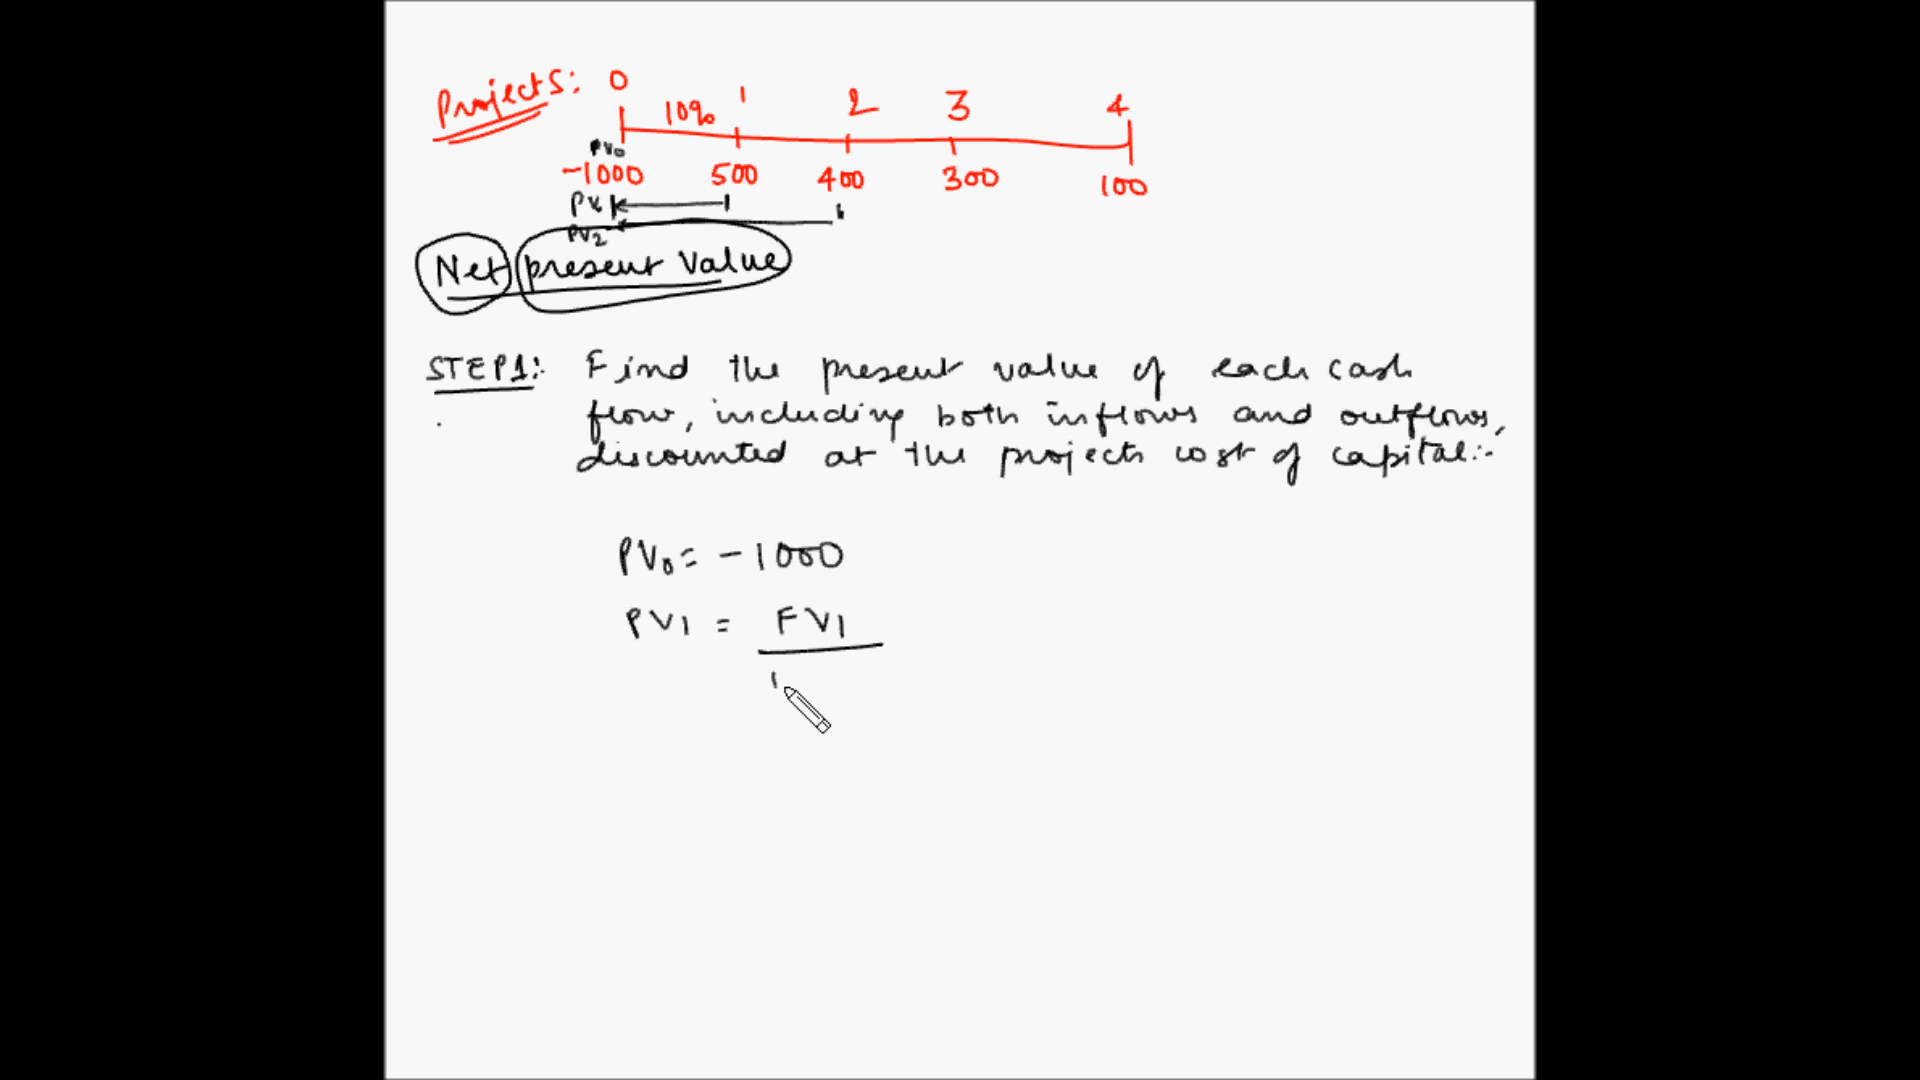 Projects: 0 1 2 3 4
10%
PV0
-1000 500 400 300 100
PV1
PV2
Net present Value
STEP1: Find the present value of each cash
flow, including both inflows and outflows,
discounted at the projects cost of capital:-
PV0 = -1000
PV1 = FV1
1